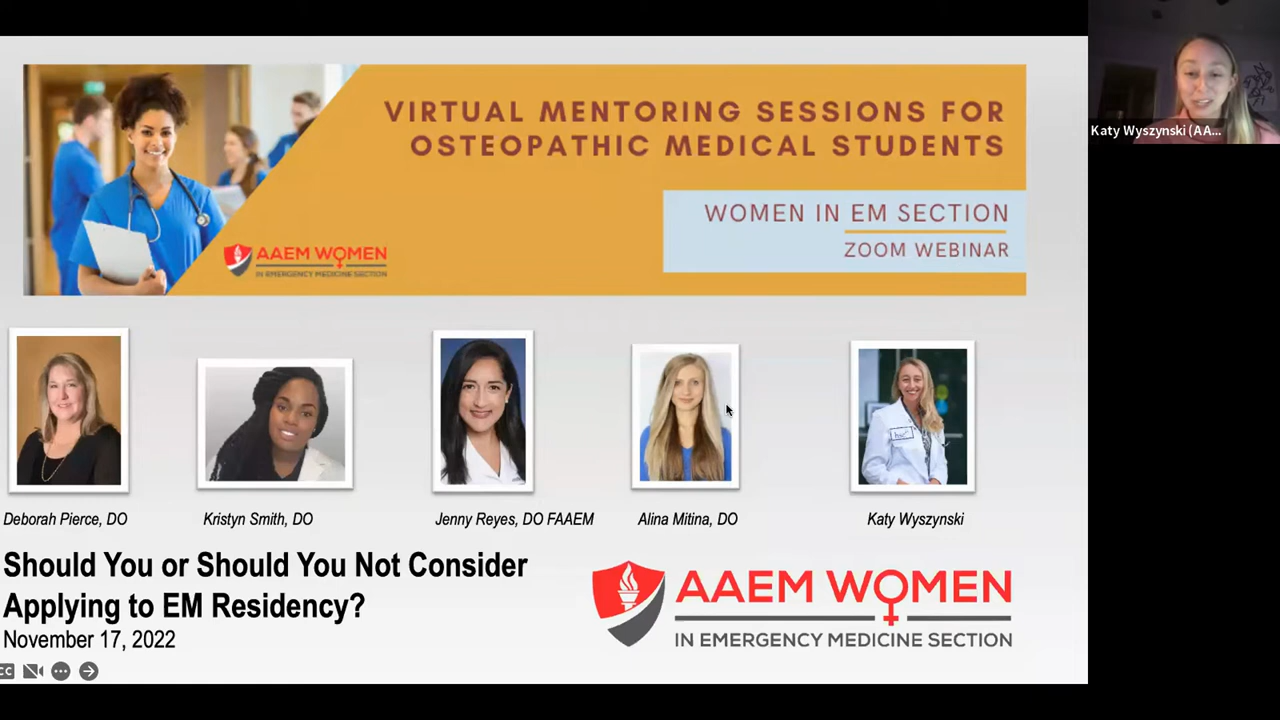 VIRTUAL MENTORING SESSIONS FOR
OSTEOPATHIC MEDICAL STUDENTS
WOMEN IN EM SECTION
ZOOM WEBINAR
AAEM WOMEN
IN EMERGENCY MEDICINE SECTION
Katy Wyszynski (AA...
Deborah Pierce, DO
Kristyn Smith, DO
Jenny Reyes, DO FAAEM
Alina Mitina, DO
Katy Wyszynski
Should You or Should You Not Consider
Applying to EM Residency?
November 17, 2022
AAEM WOMEN
IN EMERGENCY MEDICINE SECTION
CC